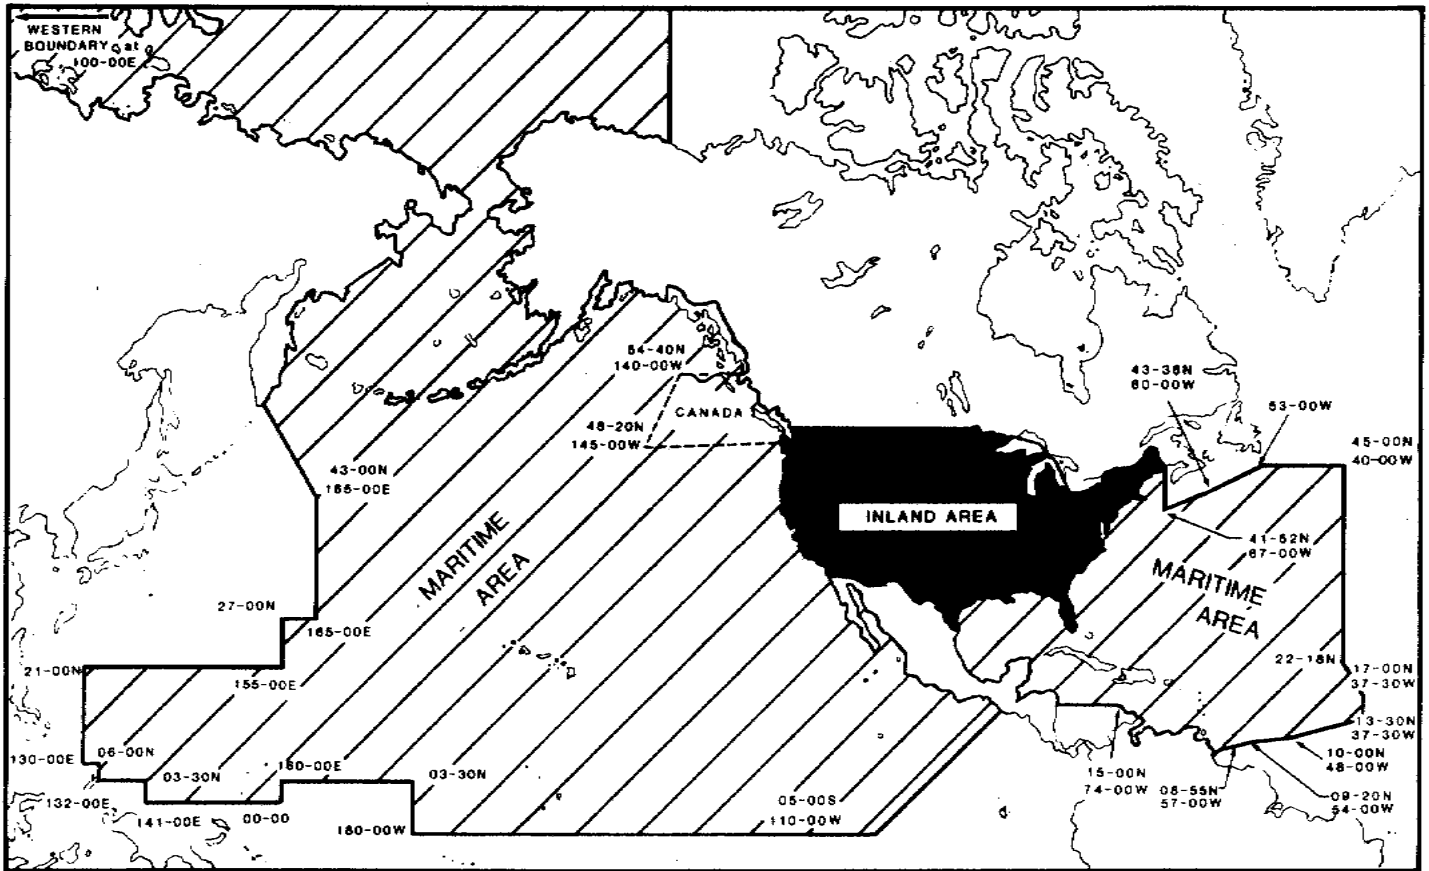 WESTERN
BOUNDARY at
100-00E
54-40N
140-00W
CANADA
48-20N
145-00W
43-00N
165-00E
MARITIME
AREA
27-00N
165-00E
21-00N
155-00E
130-00E
06-00N
132-00E
03-30N
141-00E
00-00
160-00E
180-00W
03-30N
05-00S
110-00W
INLAND AREA
43-36N
60-00W
53-00W
45-00N
40-00W
41-52N
67-00W
MARITIME
AREA
22-18N
17-00N
37-30W
13-30N
37-30W
10-00N
48-00W
09-20N
54-00W
08-55N
57-00W
15-00N
74-00W